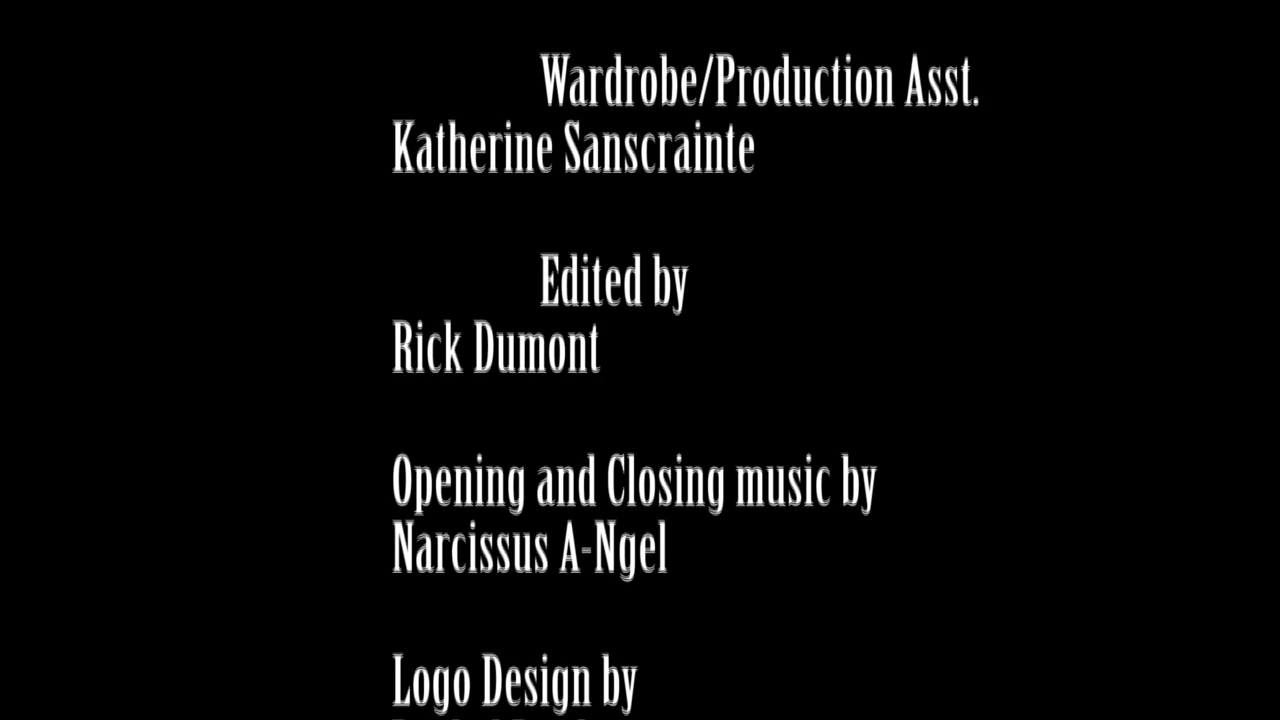 Wardrobe/Production Asst.
Katherine Sanscrainte
Edited by
Rick Dumont
Opening and Closing music by
Narcissus A-Ngel
Logo Design by